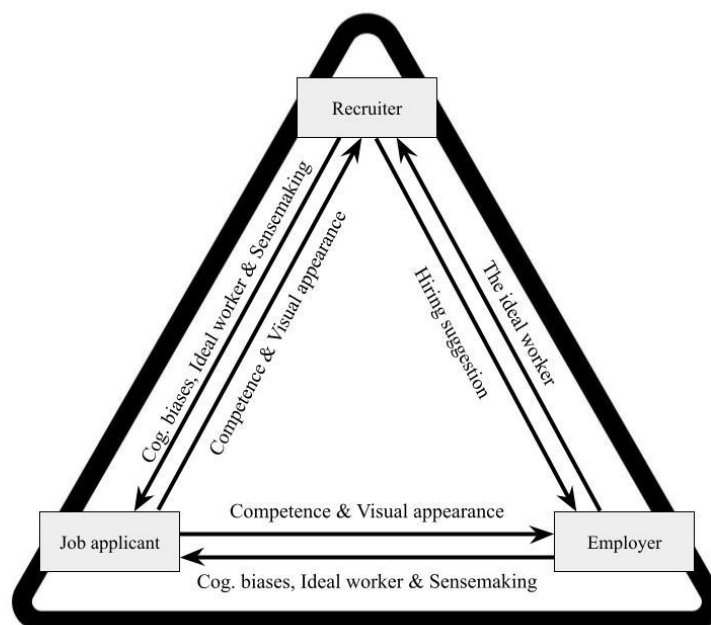 Recruiter
Cog. biases, Ideal worker & Sensemaking
Competence & Visual appearance
Hiring suggestion
The ideal worker
Job applicant
Competence & Visual appearance
Employer
Cog. biases, Ideal worker & Sensemaking